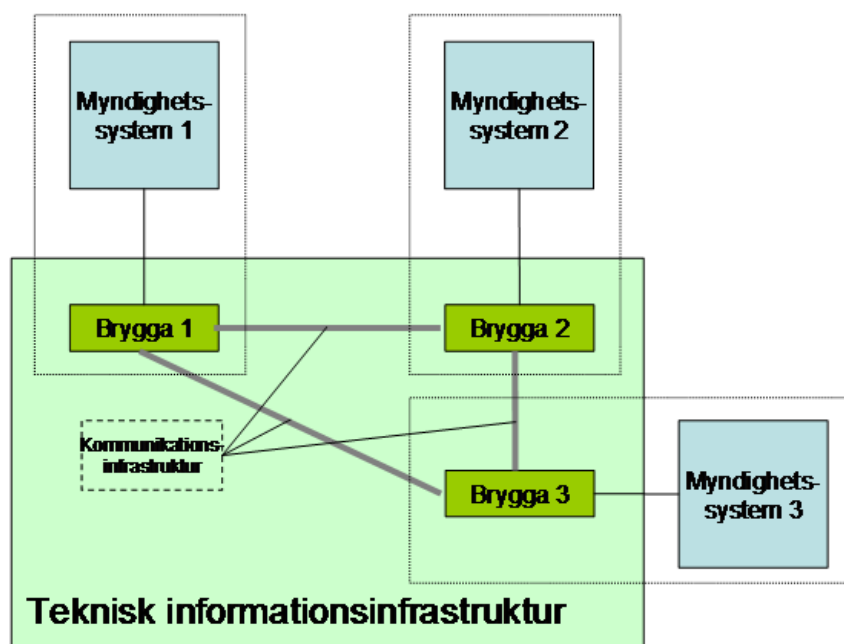 Myndighets-
system 1
Myndighets-
system 2
Brygga 1
Brygga 2
Kommunikations-
infrastruktur
Brygga 3
Myndighets-
system 3
Teknisk informationsinfrastruktur